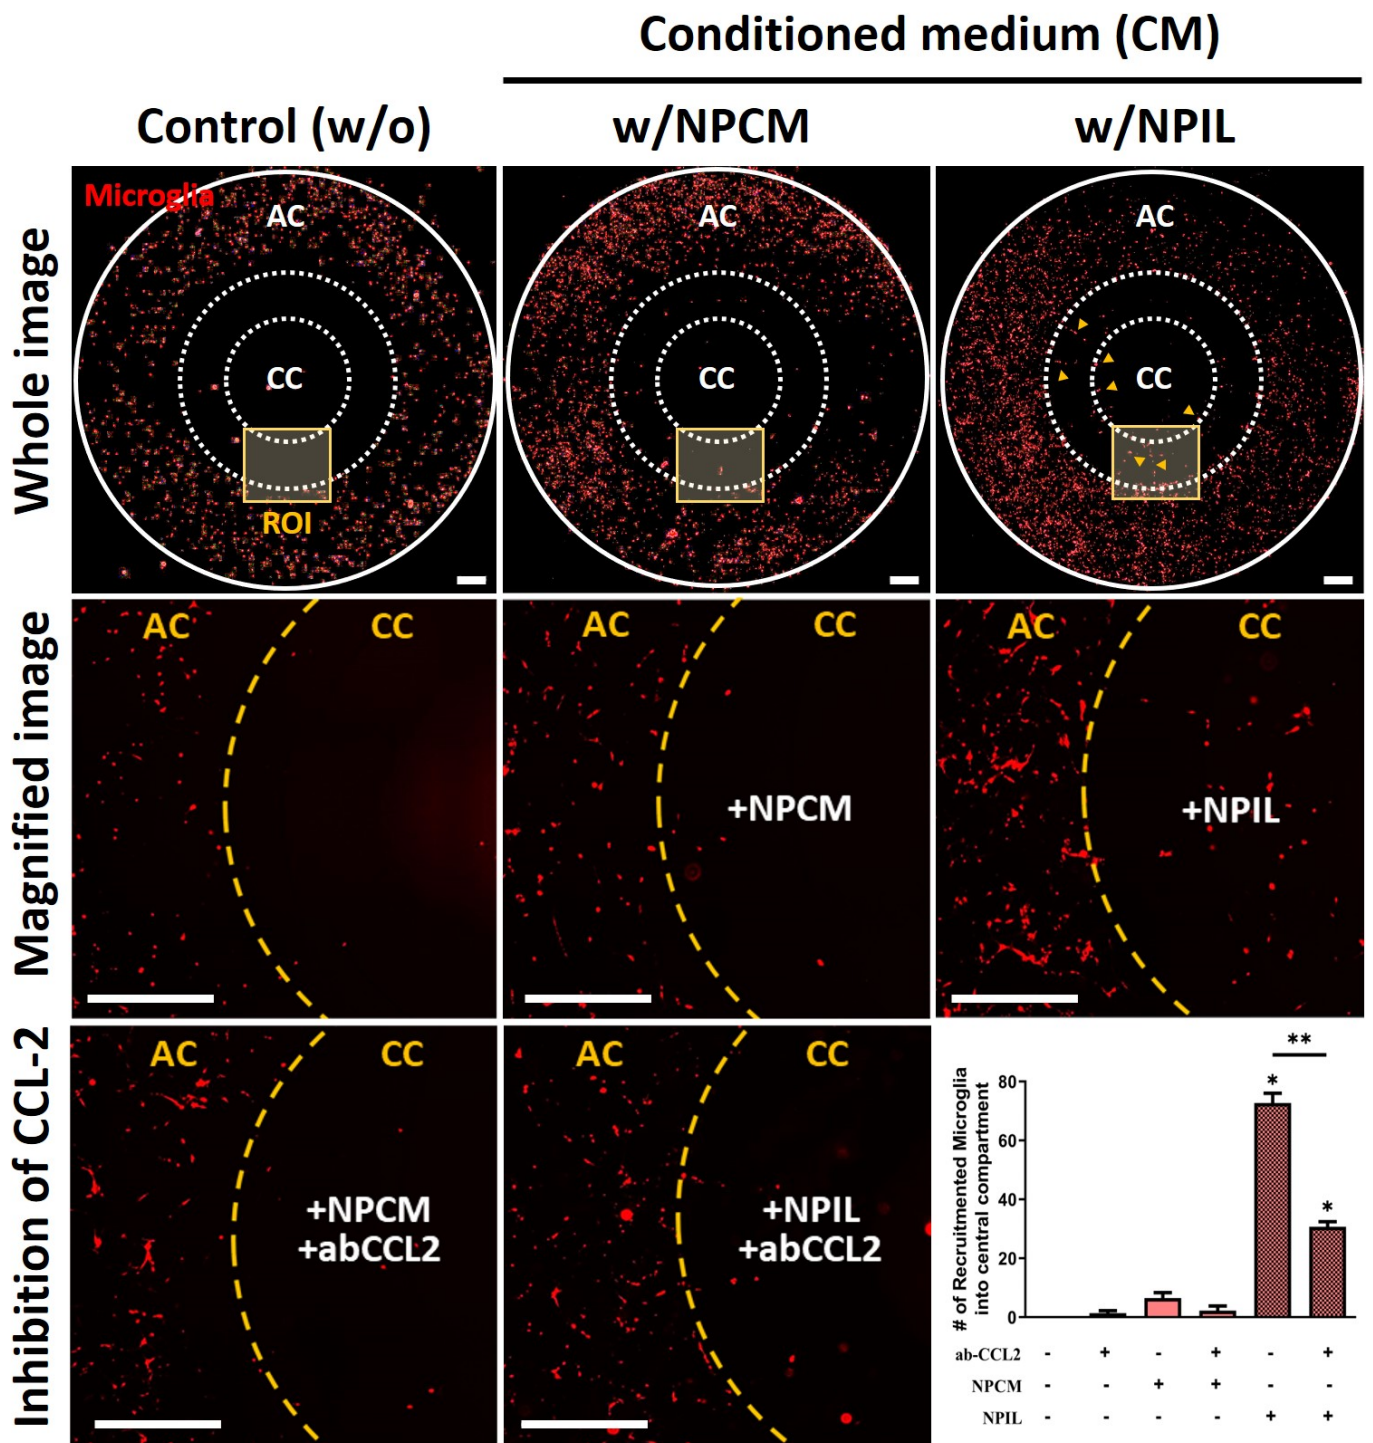 Conditioned medium (CM)
Control (w/o)
w/NPCM
w/NPIL
Whole image
Microglia
AC
CC
ROI
AC
CC
AC
CC
Magnified image
AC
CC
AC
CC
+NPCM
AC
CC
+NPIL
Inhibition of CCL-2
AC
CC
+NPCM
+abCCL2
AC
CC
+NPIL
+abCCL2
# of Recruitmented Microglia
into central compartment
80
60
40
20
0
**
*
*
ab-CCL2 - + - + - +
NPCM - - + + - -
NPIL - - - - + +